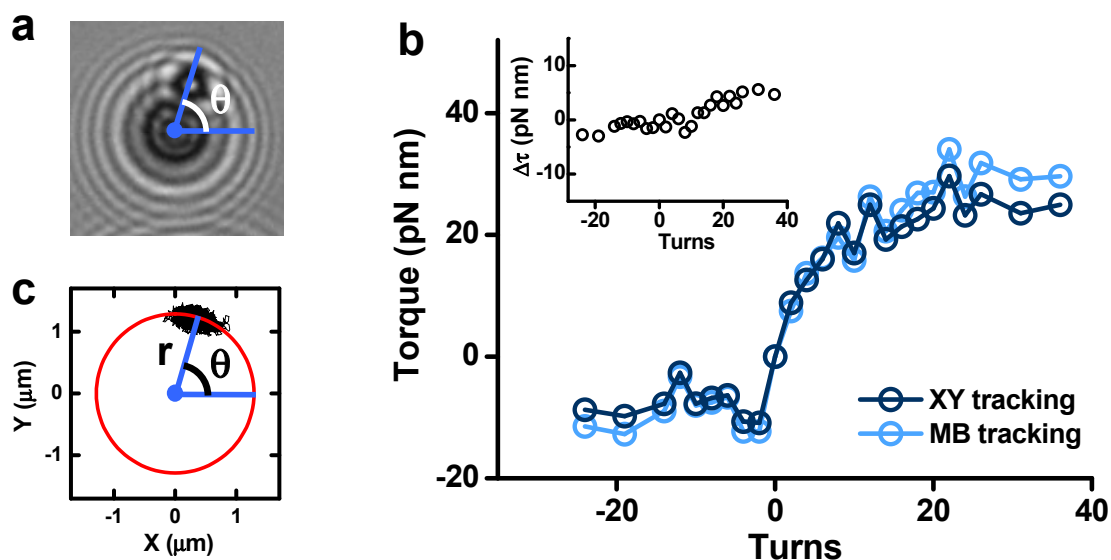 a
θ
b
Δτ (pN nm)
10
0
-10
-20
0
20
40
Turns
Torque (pN nm)
40
20
0
-20
-20
0
20
40
Turns
XY tracking
MB tracking
c
Y (μm)
1
0
-1
r
θ
-1
0
1
X (μm)